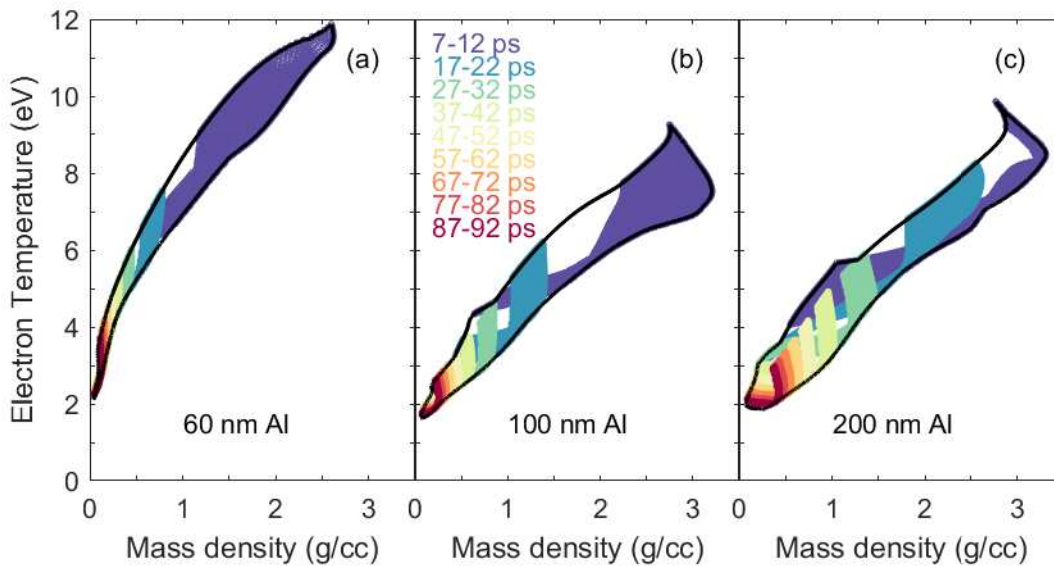 12
10
8
6
4
2
0
Electron Temperature (eV)
(a)
60 nm Al
0 1 2 3
Mass density (g/cc)
7-12 ps
17-22 ps
27-32 ps
37-42 ps
47-52 ps
57-62 ps
67-72 ps
77-82 ps
87-92 ps
(b)
100 nm Al
0 1 2 3
Mass density (g/cc)
(c)
200 nm Al
0 1 2 3
Mass density (g/cc)